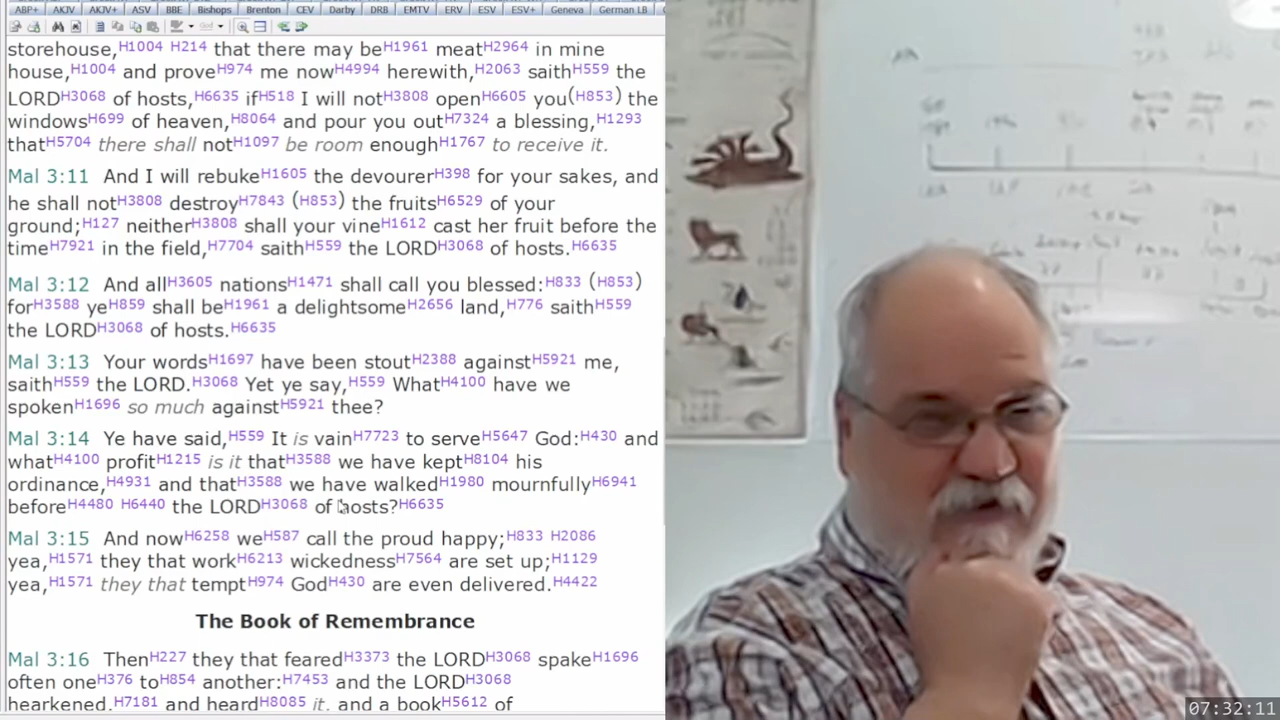 ABP+ AKJV AKJV+ ASV BBE Bishops Brenton CEV Darby DRB EMTV ERV ESV ESV+ Geneva German LB
storehouse,H1004 H214 that there may beH1961 meatH2964 in mine
house,H1004 and proveH974 me nowH4994 herewith,H2063 saithH559 the
LORDH3068 of hosts,H6635 ifH518 I will notH3808 openH6605 you(H853) the
windowsH699 of heaven,H8064 and pour you outH7324 a blessing,H1293
thatH5704 there shall notH1097 be room enoughH1767 to receive it.
Mal 3:11 And I will rebukeH1605 the devourerH398 for your sakes, and
he shall notH3808 destroyH7843 (H853) the fruitsH6529 of your
ground;H127 neitherH3808 shall your vineH1612 cast her fruit before the
timeH7921 in the field,H7704 saithH559 the LORDH3068 of hosts.H6635
Mal 3:12 And allH3605 nationsH1471 shall call you blessed:H833 (H853)
forH3588 yeH859 shall beH1961 a delightsomeH2656 land,H776 saithH559
the LORDH3068 of hosts.H6635
Mal 3:13 Your wordsH1697 have been stoutH2388 againstH5921 me,
saithH559 the LORD.H3068 Yet ye say,H559 WhatH4100 have we
spokenH1696 so much againstH5921 thee?
Mal 3:14 Ye have said,H559 It is vainH7723 to serveH5647 God:H430 and
whatH4100 profitH1215 is it thatH3588 we have keptH8104 his
ordinance,H4931 and thatH3588 we have walkedH1980 mournfullyH6941
beforeH4480 H6440 the LORDH3068 of hosts?H6635
Mal 3:15 And nowH6258 weH587 call the proud happy;H833 H2086
yea,H1571 they that workH6213 wickednessH7564 are set up;H1129
yea,H1571 they that temptH974 GodH430 are even delivered.H4422
The Book of Remembrance
Mal 3:16 ThenH227 they that fearedH3373 the LORDH3068 spakeH1696
often oneH376 toH854 another:H7453 and the LORDH3068
hearkened,H7181 and heardH8085 it, and a bookH5612 of
07:32:11